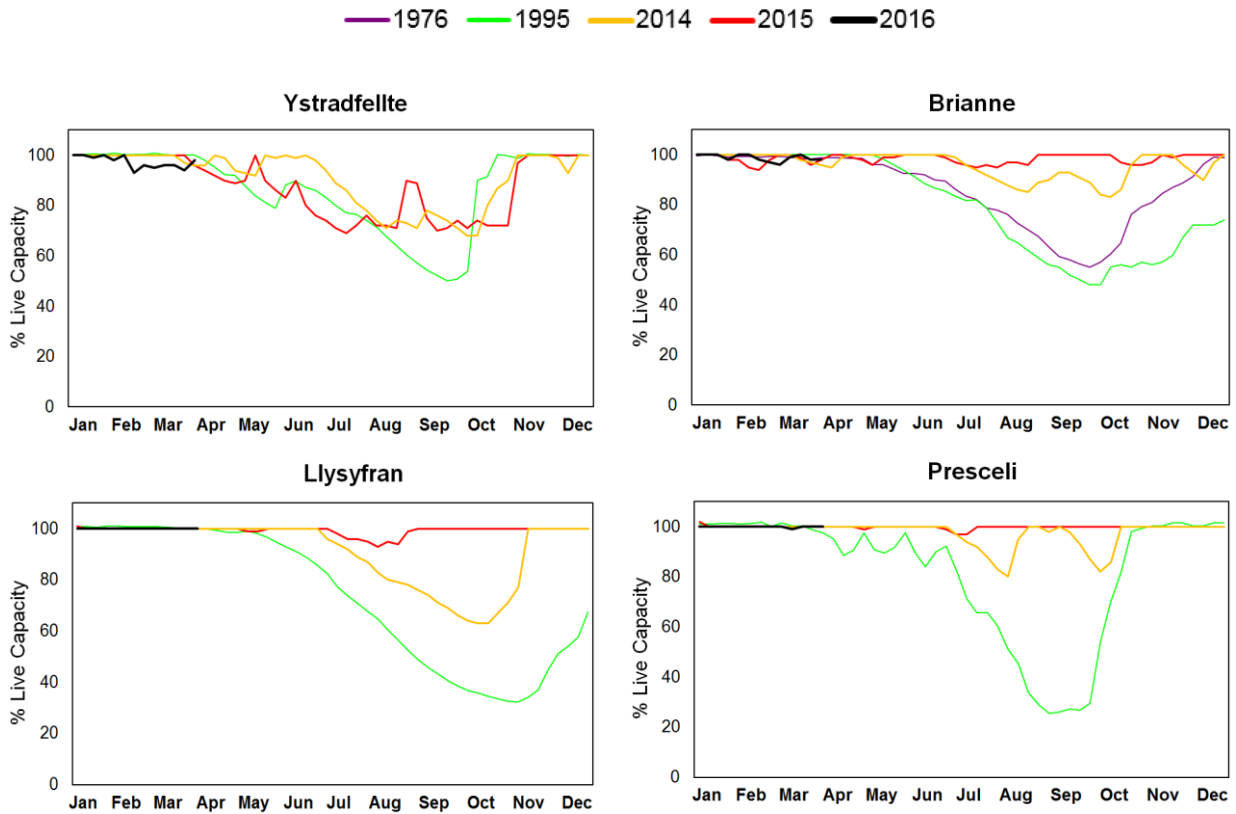 1976 1995 2014 2015 2016
Ystradfellte
% Live Capacity
100
80
60
40
20
0
Jan Feb Mar Apr May Jun Jul Aug Sep Oct Nov Dec
Brianne
% Live Capacity
100
80
60
40
20
0
Jan Feb Mar Apr May Jun Jul Aug Sep Oct Nov Dec
Llysyfran
% Live Capacity
100
80
60
40
20
0
Jan Feb Mar Apr May Jun Jul Aug Sep Oct Nov Dec
Presceli
% Live Capacity
100
80
60
40
20
0
Jan Feb Mar Apr May Jun Jul Aug Sep Oct Nov Dec